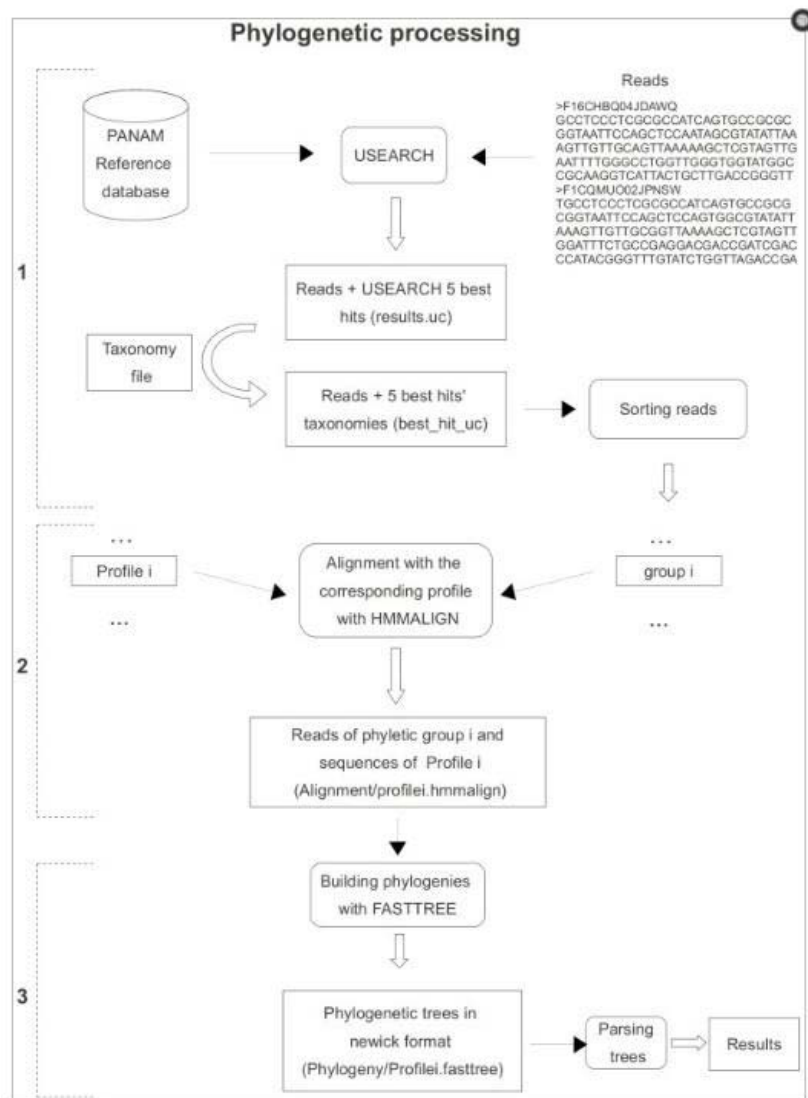 Phylogenetic processing
Reads
>F16CHBQ04JDAWQ
GCCTCCCTCGCGCCATCAGTGCCGCGC
GGTAATTCCAGCTCCAATAGCGTATATTAA
AGTTGTTGCAGTTAAAAAGCTCGTAGTTG
AATTTTGGGCCTGGTTGGGTGGTATGGC
CGCAAGGTCATTACTGCTTGACCGGGTT
>F1CQMUO02JPNSW
TGCCTCCCTCGCGCCATCAGTGCCGCG
CGGTAATTCCAGCTCCAGTGGCGTATATT
AAAGTTGTTGCGGTTAAAAGCTCGTAGTT
GGATTTCTGCCGAGGACGACCGATCGAC
CCATACGGGTTTGTATCTGGTTAGACCGA
PANAM
Reference
database
USEARCH
1
Reads + USEARCH 5 best
hits (results.uc)
Taxonomy
file
Reads + 5 best hits'
taxonomies (best_hit_uc)
Sorting reads
...
...
Profile i
Alignment with the
corresponding profile
with HMMALIGN
group i
...
...
2
Reads of phyletic group i and
sequences of Profile i
(Alignment/profilei.hmmalign)
Building phylogenies
with FASTTREE
3
Phylogenetic trees in
newick format
(Phylogeny/Profilei.fasttree)
Parsing
trees
Results